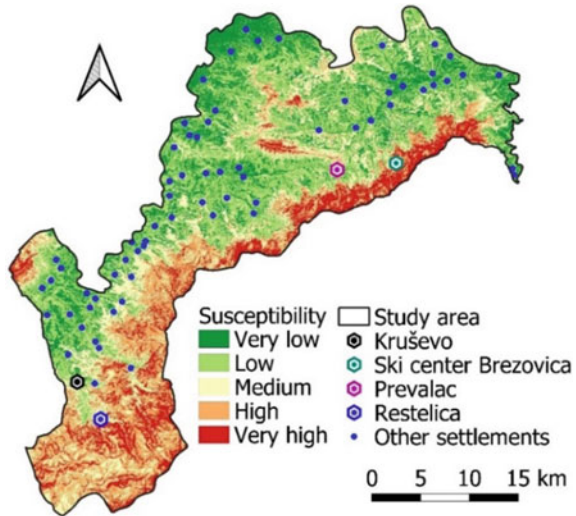 Susceptibility
Very low
Low
Medium
High
Very high
Study area
Kruševo
Ski center Brezovica
Prevalac
Restelica
Other settlements
0 5 10 15 km